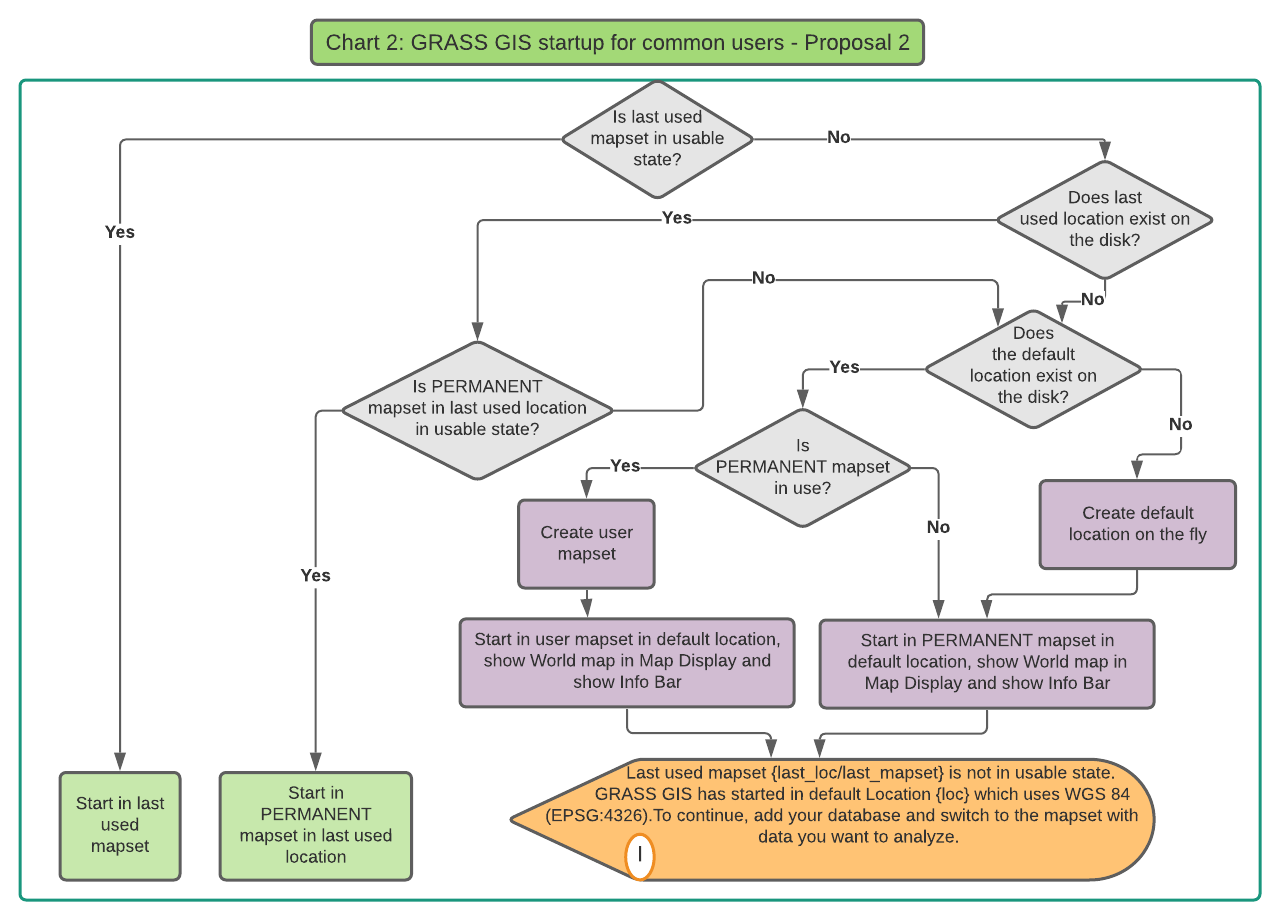 Chart 2: GRASS GIS startup for common users - Proposal 2
Is last used
mapset in usable
state?
No
Yes
Does last
used location exist on
the disk?
Yes
No
No
Does
the default
location exist on
the disk?
Is PERMANENT
mapset in last used location
in usable state?
Yes
No
Is
PERMANENT mapset
in use?
Yes
No
Yes
Create user
mapset
Create default
location on the fly
Start in user mapset in default location,
show World map in Map Display and
show Info Bar
Start in PERMANENT mapset in
default location, show World map in
Map Display and show Info Bar
Start in last
used
mapset
Start in
PERMANENT
mapset in last used
location
Last used mapset {last_loc/last_mapset} is not in usable state.
GRASS GIS has started in default Location {loc} which uses WGS 84
(EPSG:4326).To continue, add your database and switch to the mapset with
data you want to analyze.
I